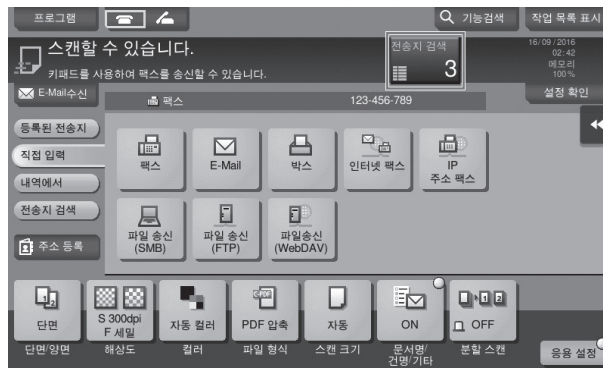 프로그램
기능검색
작업 목록 표시
스캔할 수 있습니다.
키패드를 사용하여 팩스를 송신할 수 있습니다.
전송지 검색
3
16/09/2016
02:42
메모리
100%
E-Mail수신
팩스
123-456-789
설정 확인
등록된 전송지
직접 입력
내역에서
전송지 검색
주소 등록
팩스
E-Mail
박스
인터넷 팩스
IP
주소 팩스
파일 송신
(SMB)
파일 송신
(FTP)
파일송신
(WebDAV)
단면
S 300dpi
F 세밀
자동 컬러
PDF 압축
자동
ON
OFF
단면/양면
해상도
컬러
파일 형식
스캔 크기
문서명/
건명/기타
분할 스캔
응용 설정